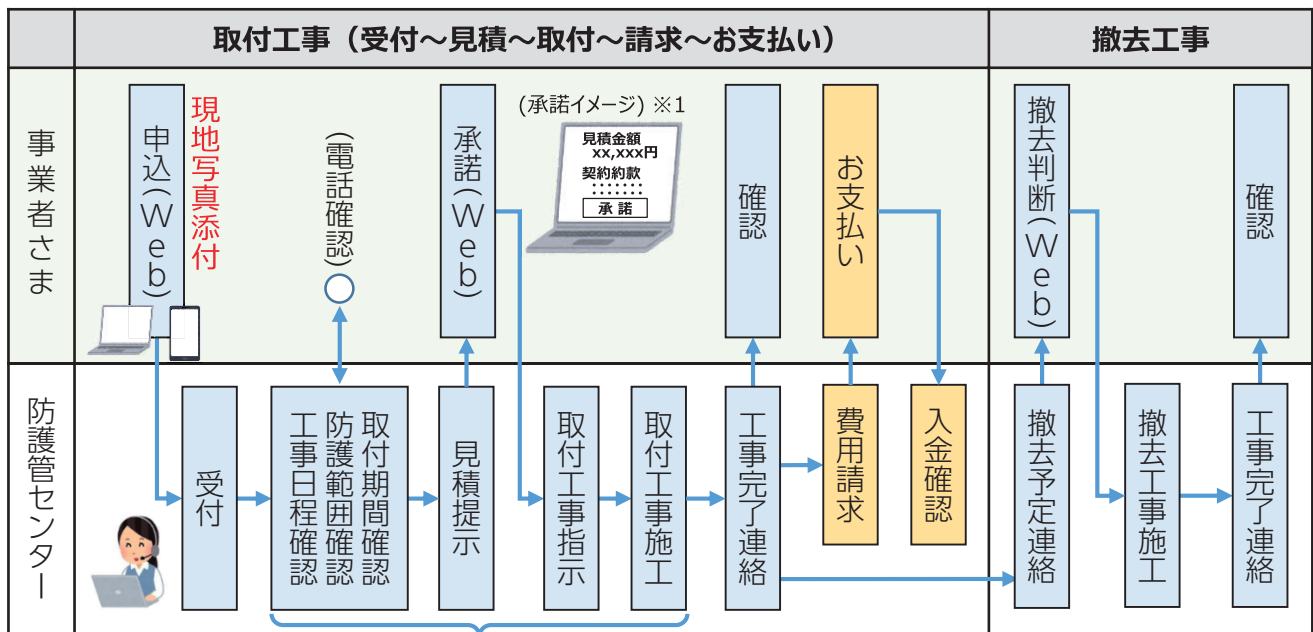 取付工事（受付～見積～取付～請求～お支払い）
撤去工事
事業者さま
申込(Web)
現地写真添付
(電話確認)
承諾(Web)
(承諾イメージ) ※1
見積金額
xx,xxx円
契約約款
・・・・・・・
・・・・・・
承 諾
確認
お支払い
撤去判断(Web)
確認
防護管センター
受付
取付期間確認
防護範囲確認
工事日程確認
見積提示
取付工事指示
取付工事施工
工事完了連絡
費用請求
入金確認
撤去予定連絡
撤去工事施工
工事完了連絡